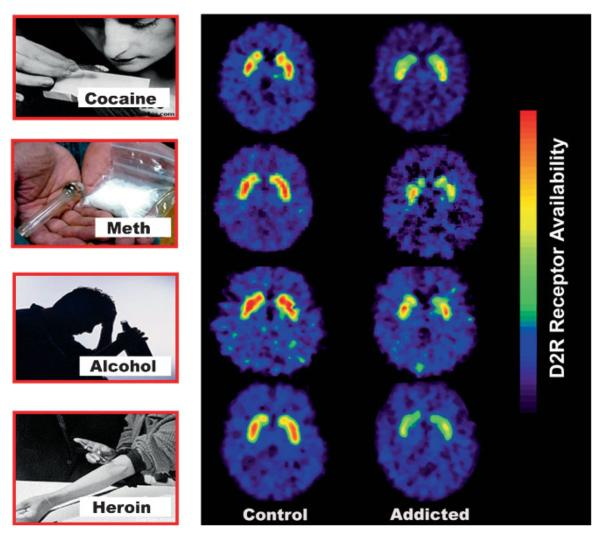 Cocaine
Meth
Alcohol
Heroin
Control
Addicted
D2R Receptor Availability